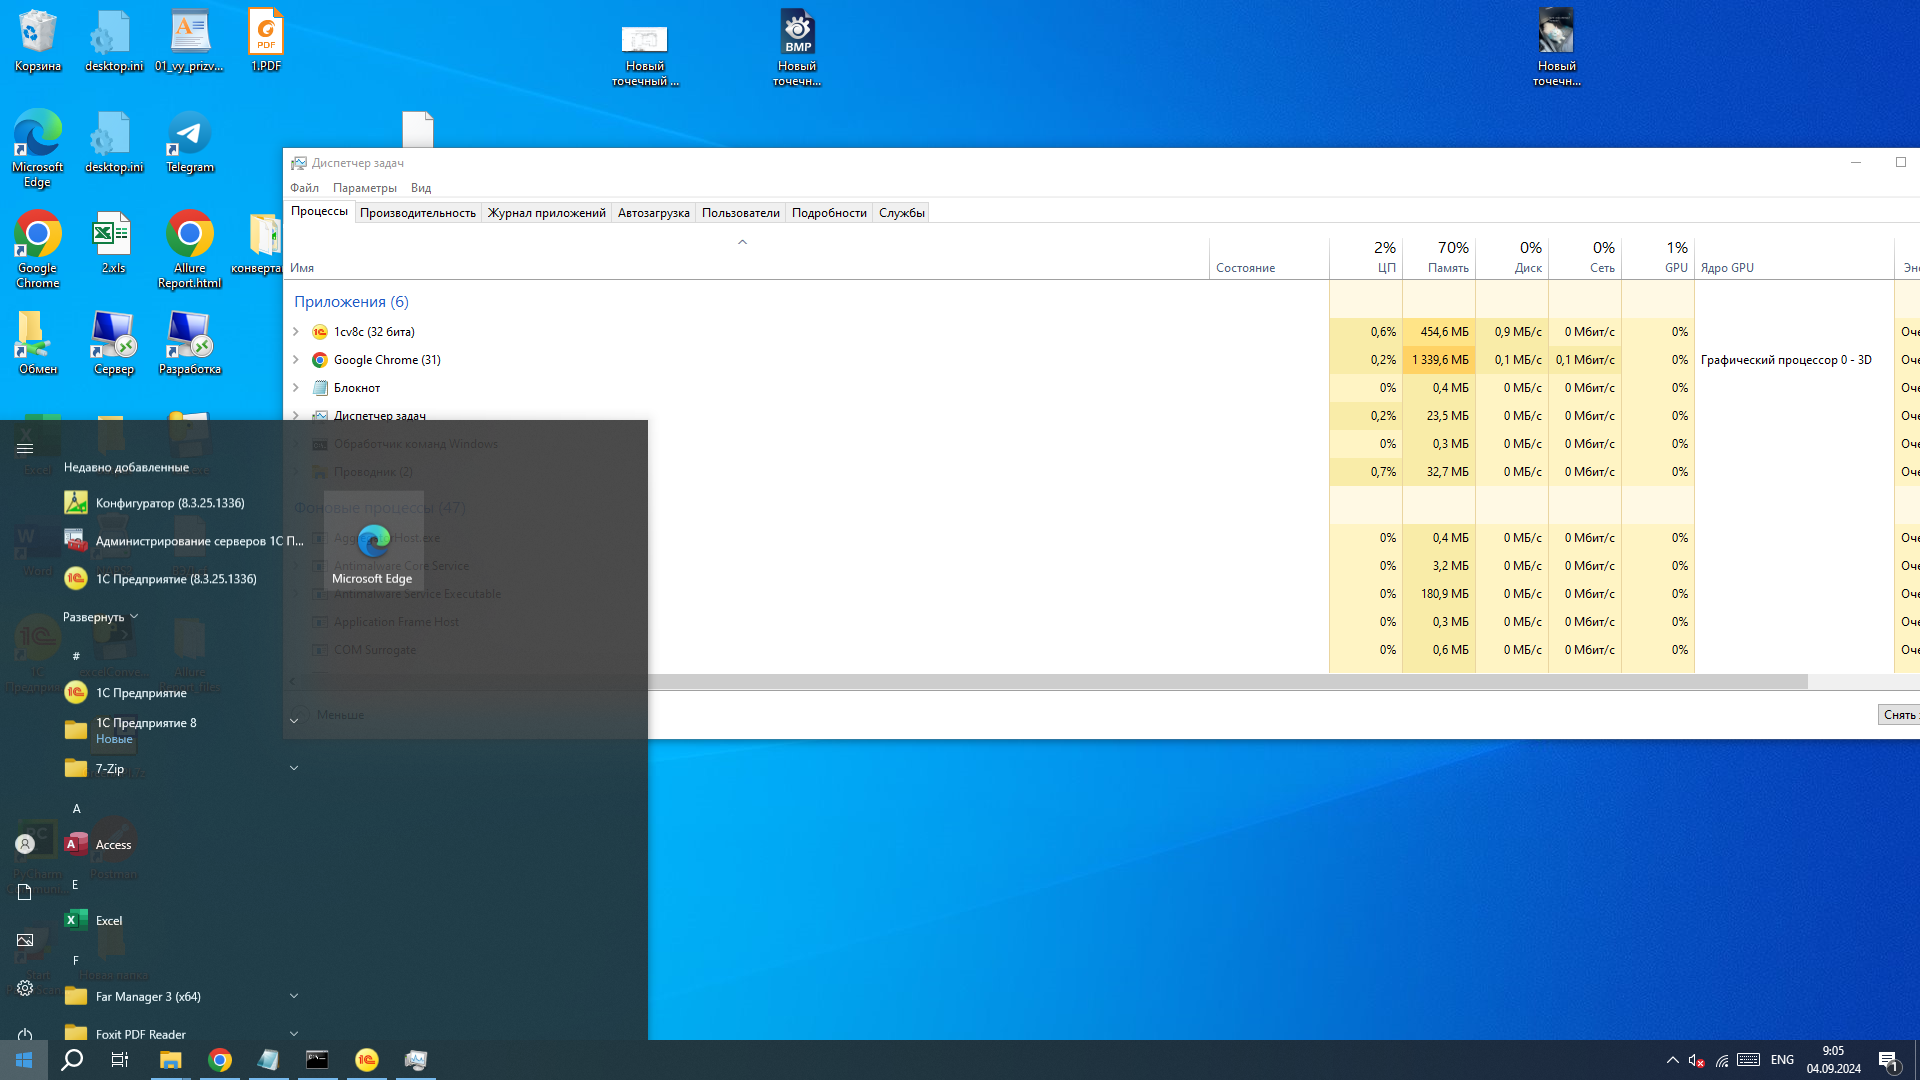 Корзина
desktop.ini
01_vy_prizv...
PDF
1.PDF
Новый
точечный ...
BMP
Новый
точечн...
Новый
точечн...
Microsoft
Edge
desktop.ini
Telegram
Google
Chrome
2.xls
Allure
Report.html
конверта
Обмен
Сервер
Разработка
Диспетчер задач
Файл Параметры Вид
Процессы Производительность Журнал приложений Автозагрузка Пользователи Подробности Службы
2% 70% 0% 0% 1%
Имя Состояние ЦП Память Диск Сеть GPU Ядро GPU Эн
Приложения (6)
1cv8c (32 бита) 0,6% 454,6 МБ 0,9 МБ/с 0 Мбит/с 0% Оче
Google Chrome (31) 0,2% 1 339,6 МБ 0,1 МБ/с 0,1 Мбит/с 0% Графический процессор 0 - 3D Оче
Блокнот 0% 0,4 МБ 0 МБ/с 0 Мбит/с 0% Оче
Диспетчер задач 0,2% 23,5 МБ 0 МБ/с 0 Мбит/с 0% Оче
Обработчик команд Windows 0% 0,3 МБ 0 МБ/с 0 Мбит/с 0% Оче
Проводник (2) 0,7% 32,7 МБ 0 МБ/с 0 Мбит/с 0% Оче
Фоновые процессы (47)
0% 0,4 МБ 0 МБ/с 0 Мбит/с 0% Оче
Antimalware Core Service 0% 3,2 МБ 0 МБ/с 0 Мбит/с 0% Оче
Antimalware Service Executable 0% 180,9 МБ 0 МБ/с 0 Мбит/с 0% Оче
Application Frame Host 0% 0,3 МБ 0 МБ/с 0 Мбит/с 0% Оче
COM Surrogate 0% 0,6 МБ 0 МБ/с 0 Мбит/с 0% Оче
Меньше
Снять
Недавно добавленные
Конфигуратор (8.3.25.1336)
Администрирование серверов 1С П...
1С Предприятие (8.3.25.1336)
Развернуть
#
1С Предприятие
1С Предприятие 8
Новые
7-Zip
A
Access
E
Excel
F
Far Manager 3 (x64)
Foxit PDF Reader
Microsoft Edge
Excel
Word
Postman
Новая папка
ENG
9:05
04.09.2024
1